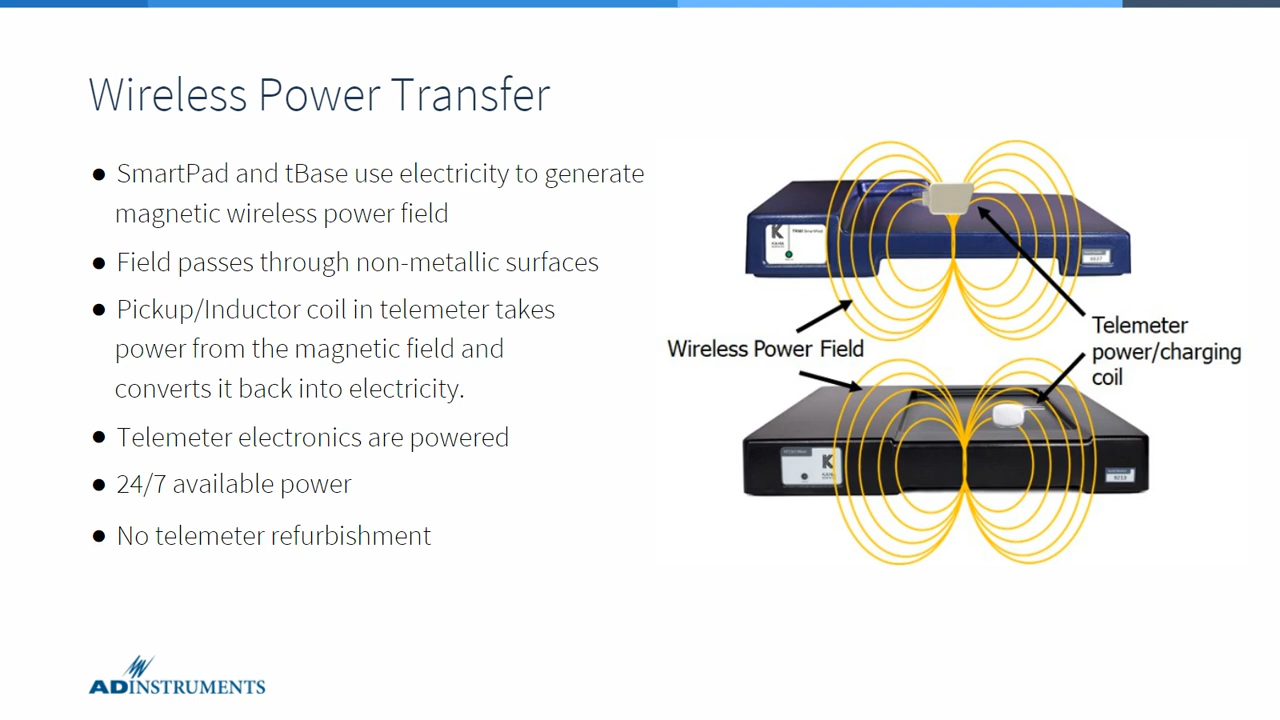 Wireless Power Transfer
● SmartPad and tBase use electricity to generate
magnetic wireless power field
● Field passes through non-metallic surfaces
● Pickup/Inductor coil in telemeter takes
power from the magnetic field and
converts it back into electricity.
● Telemeter electronics are powered
● 24/7 available power
● No telemeter refurbishment
SmartPad
Wireless Power Field
Telemeter
power/charging
coil
ADINSTRUMENTS